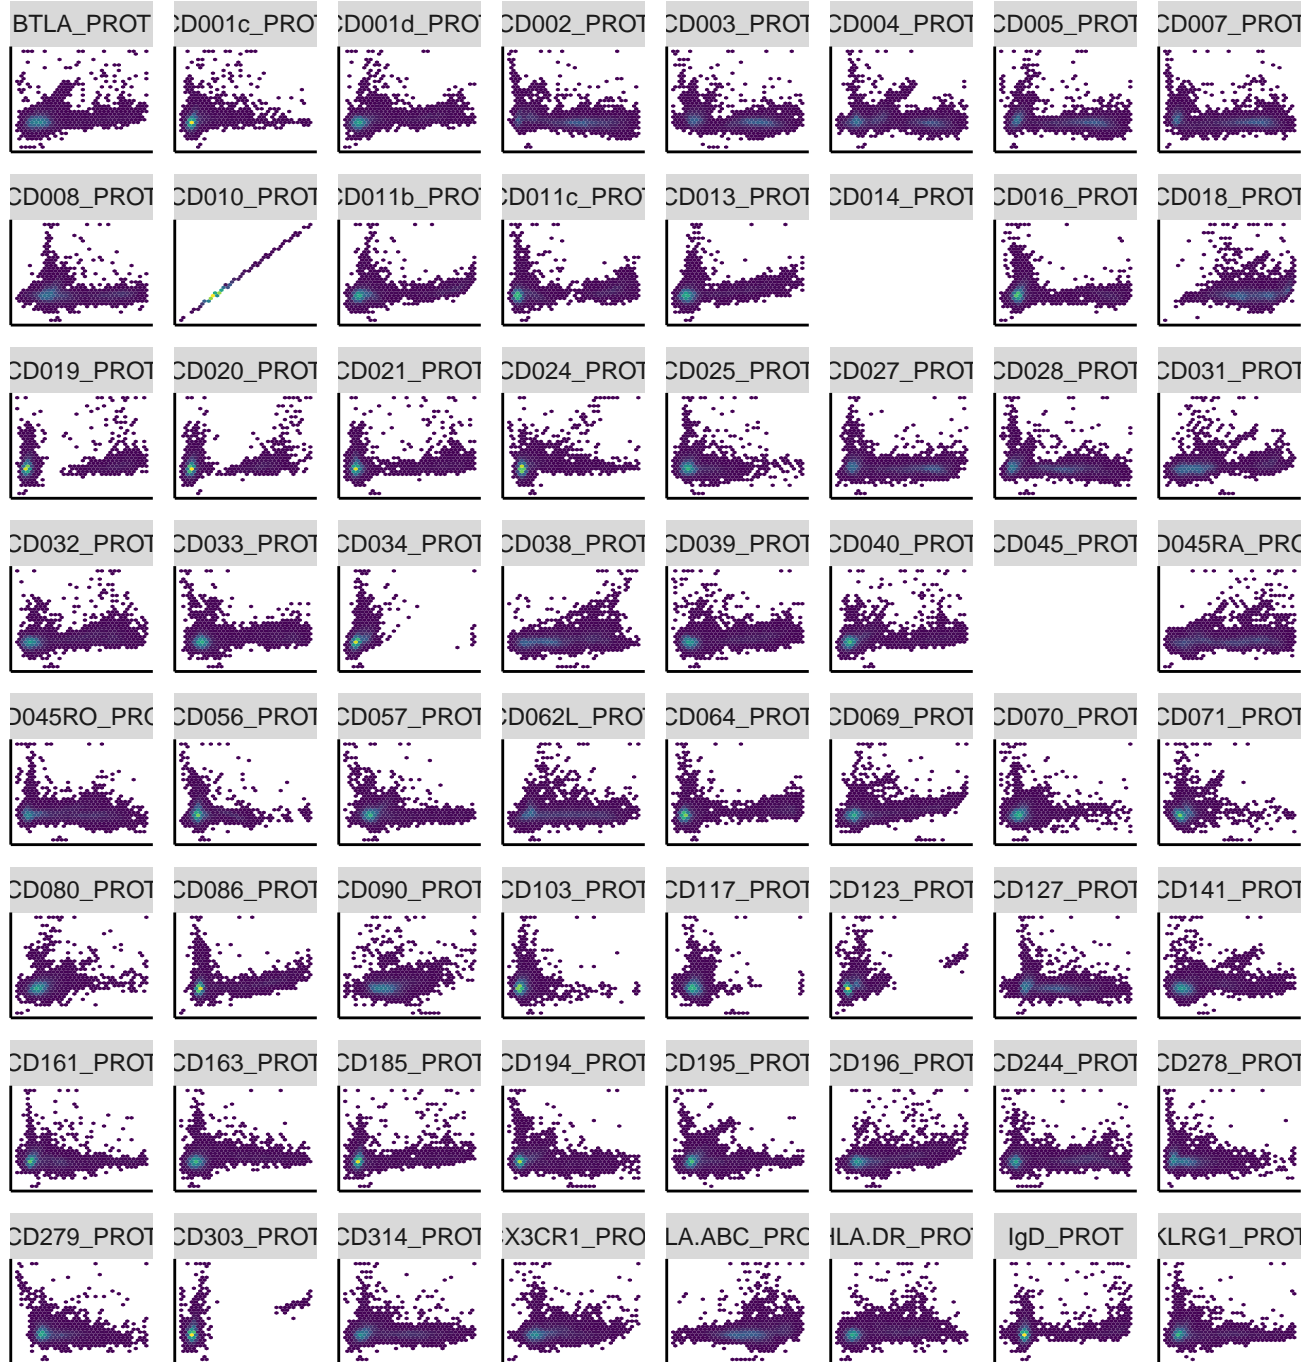 BTLA_PROT CD001c_PROT CD001d_PROT CD002_PROT CD003_PROT CD004_PROT CD005_PROT CD007_PROT
CD008_PROT CD010_PROT CD011b_PROT CD011c_PROT CD013_PROT CD014_PROT CD016_PROT CD018_PROT
CD019_PROT CD020_PROT CD021_PROT CD024_PROT CD025_PROT CD027_PROT CD028_PROT CD031_PROT
CD032_PROT CD033_PROT CD034_PROT CD038_PROT CD039_PROT CD040_PROT CD045_PROT D045RA_PRO
D045RO_PRO CD056_PROT CD057_PROT CD062L_PROT CD064_PROT CD069_PROT CD070_PROT CD071_PROT
CD080_PROT CD086_PROT CD090_PROT CD103_PROT CD117_PROT CD123_PROT CD127_PROT CD141_PROT
CD161_PROT CD163_PROT CD185_PROT CD194_PROT CD195_PROT CD196_PROT CD244_PROT CD278_PROT
CD279_PROT CD303_PROT CD314_PROT X3CR1_PRO LA.ABC_PRO HLA.DR_PROT IgD_PROT KLRG1_PROT